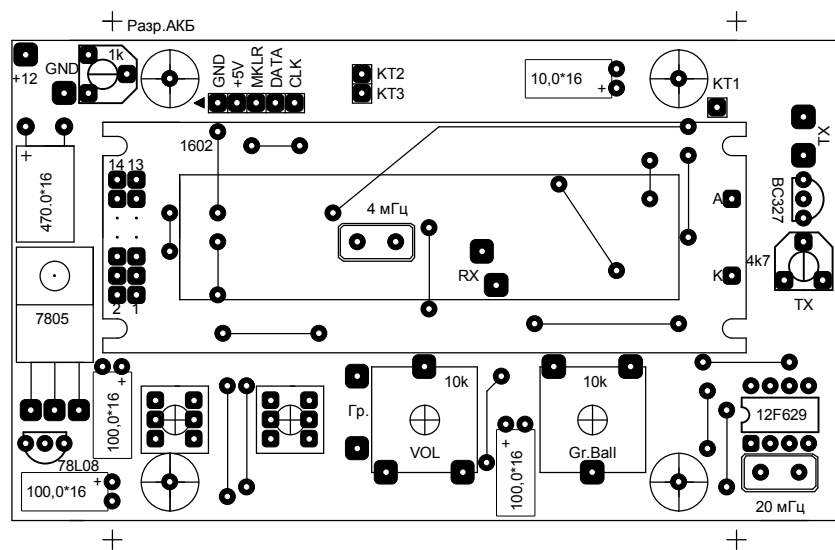 Разр.АКБ
+12
GND
1k
GND
+5V
MKLR
DATA
CLK
KT2
KT3
10,0*16
+
KT1
TX
1602
+
470.0*16
14 13
4 мГц
A
BC327
RX
K
4k7
TX
7805
2 1
+
100,0*16
10k
10k
Гр.
VOL
Gr.Ball
12F629
+
100,0*16
78L08
100,0*16
+
20 мГц